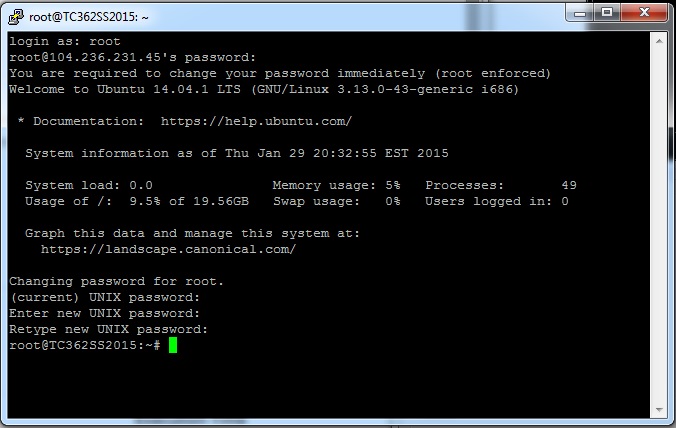 root@TC362SS2015: ~
login as: root
root@104.236.231.45's password:
You are required to change your password immediately (root enforced)
Welcome to Ubuntu 14.04.1 LTS (GNU/Linux 3.13.0-43-generic i686)
* Documentation:  https://help.ubuntu.com/
System information as of Thu Jan 29 20:32:55 EST 2015
System load: 0.0               Memory usage: 5%   Processes:       49
Usage of /:  9.5% of 19.56GB   Swap usage:   0%   Users logged in: 0
Graph this data and manage this system at:
https://landscape.canonical.com/
Changing password for root.
(current) UNIX password:
Enter new UNIX password:
Retype new UNIX password:
root@TC362SS2015:~#